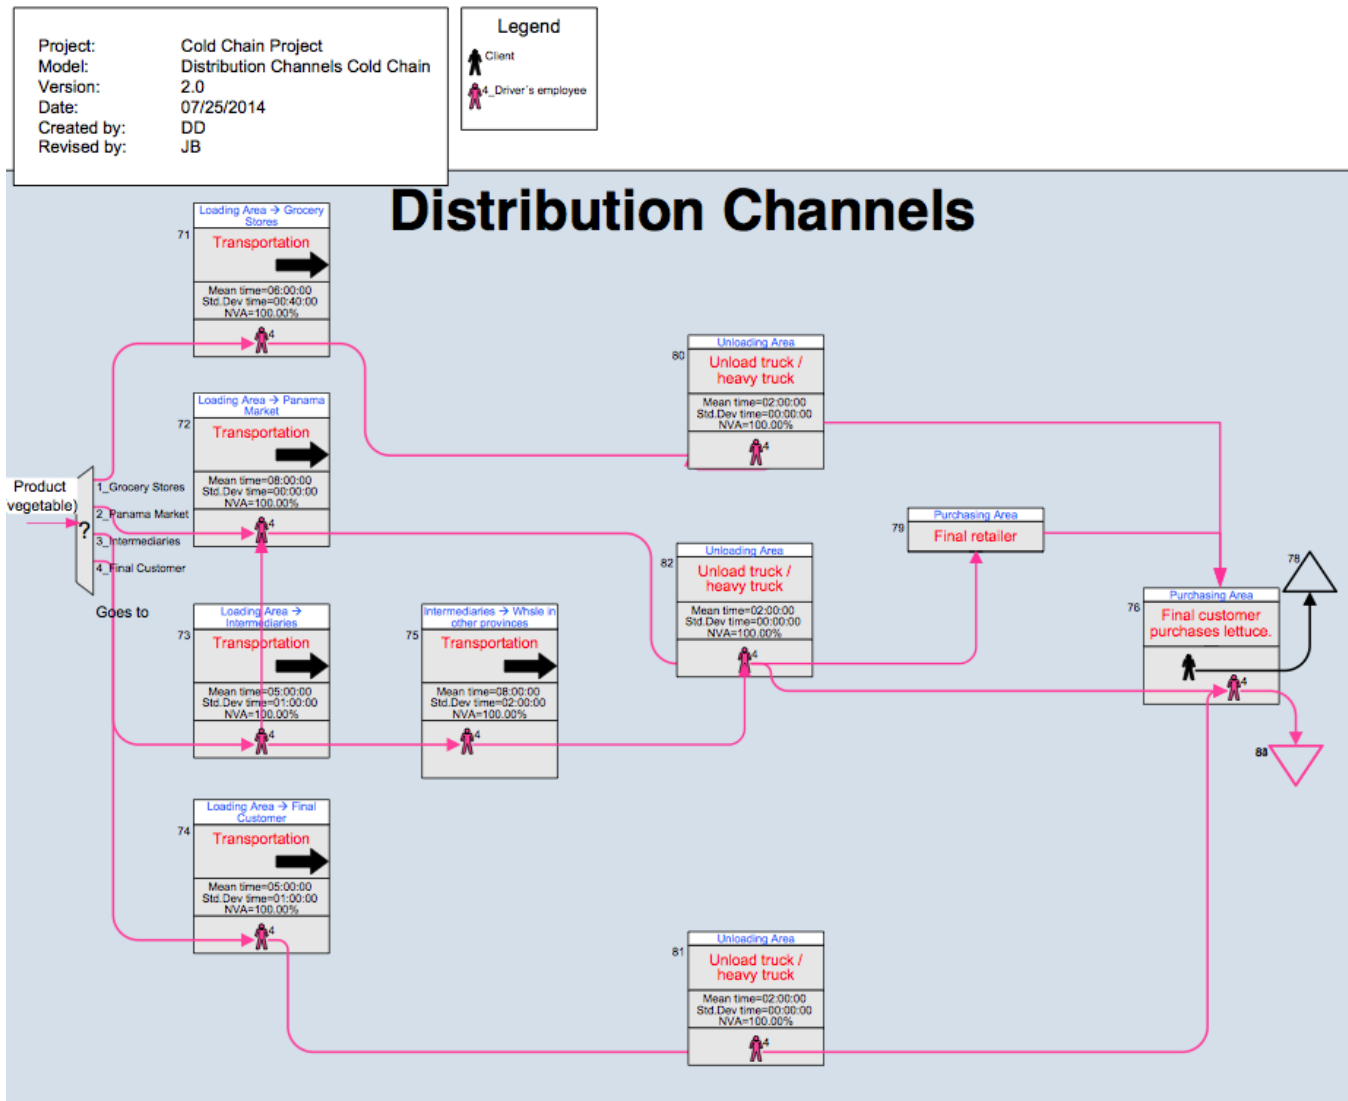 Project: Cold Chain Project
Model: Distribution Channels Cold Chain
Version: 2.0
Date: 07/25/2014
Created by: DD
Revised by: JB
Legend
Client
4_Driver´s employee
Distribution Channels
71
Loading Area → Grocery
Stores
Transportation
Mean time=06:00:00
Std.Dev time=00:40:00
NVA=100.00%
4
72
Loading Area → Panama
Market
Transportation
Mean time=08:00:00
Std.Dev time=00:00:00
NVA=100.00%
4
Product
vegetable)
?
1_Grocery Stores
2_Panama Market
3_Intermediaries
4_Final Customer
Goes to
73
Loading Area →
Intermediaries
Transportation
Mean time=05:00:00
Std.Dev time=01:00:00
NVA=100.00%
4
75
Intermediaries → Whsle in
other provinces
Transportation
Mean time=08:00:00
Std.Dev time=02:00:00
NVA=100.00%
4
74
Loading Area → Final
Customer
Transportation
Mean time=05:00:00
Std.Dev time=01:00:00
NVA=100.00%
4
80
Unloading Area
Unload truck /
heavy truck
Mean time=02:00:00
Std.Dev time=00:00:00
NVA=100.00%
4
82
Unloading Area
Unload truck /
heavy truck
Mean time=02:00:00
Std.Dev time=00:00:00
NVA=100.00%
4
81
Unloading Area
Unload truck /
heavy truck
Mean time=02:00:00
Std.Dev time=00:00:00
NVA=100.00%
4
79
Purchasing Area
Final retailer
76
Purchasing Area
Final customer
purchases lettuce.
4
78